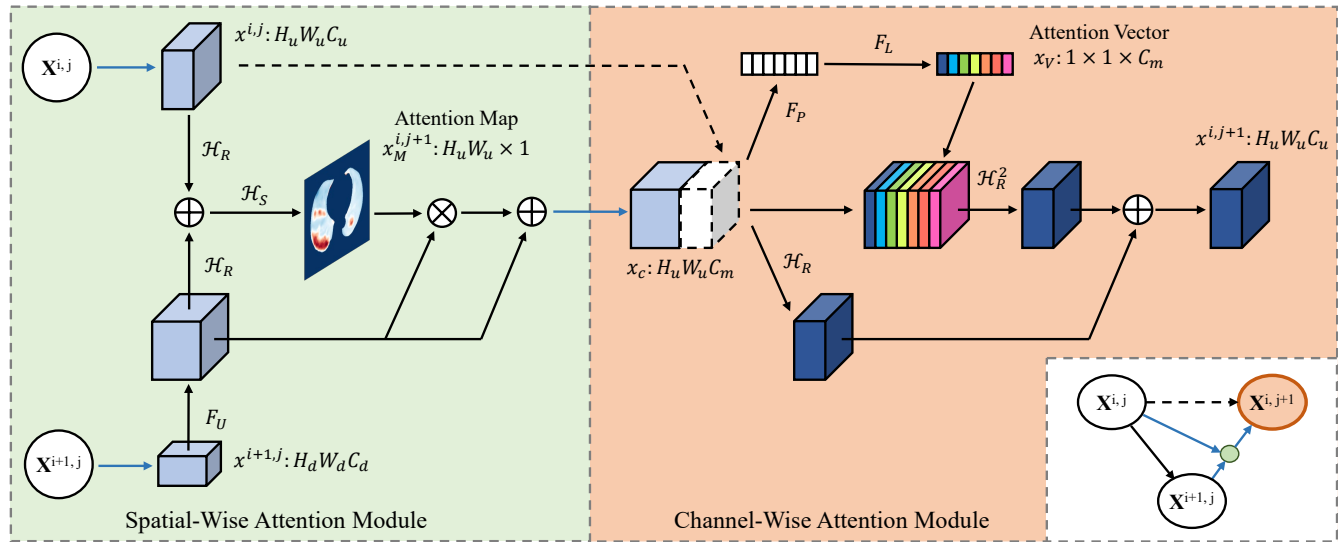 X^{i,j}
x^{i,j}: H_u W_u C_u
ℋ_R
Attention Map
x_M^{i,j+1}: H_u W_u × 1
ℋ_S
ℋ_R
F_U
X^{i+1,j}
x^{i+1,j}: H_d W_d C_d
Spatial-Wise Attention Module
F_L
Attention Vector
x_V: 1 × 1 × C_m
F_P
x^{i,j+1}: H_u W_u C_u
ℋ_R^2
x_c: H_u W_u C_m
ℋ_R
Channel-Wise Attention Module
X^{i,j}
X^{i,j+1}
X^{i+1,j}